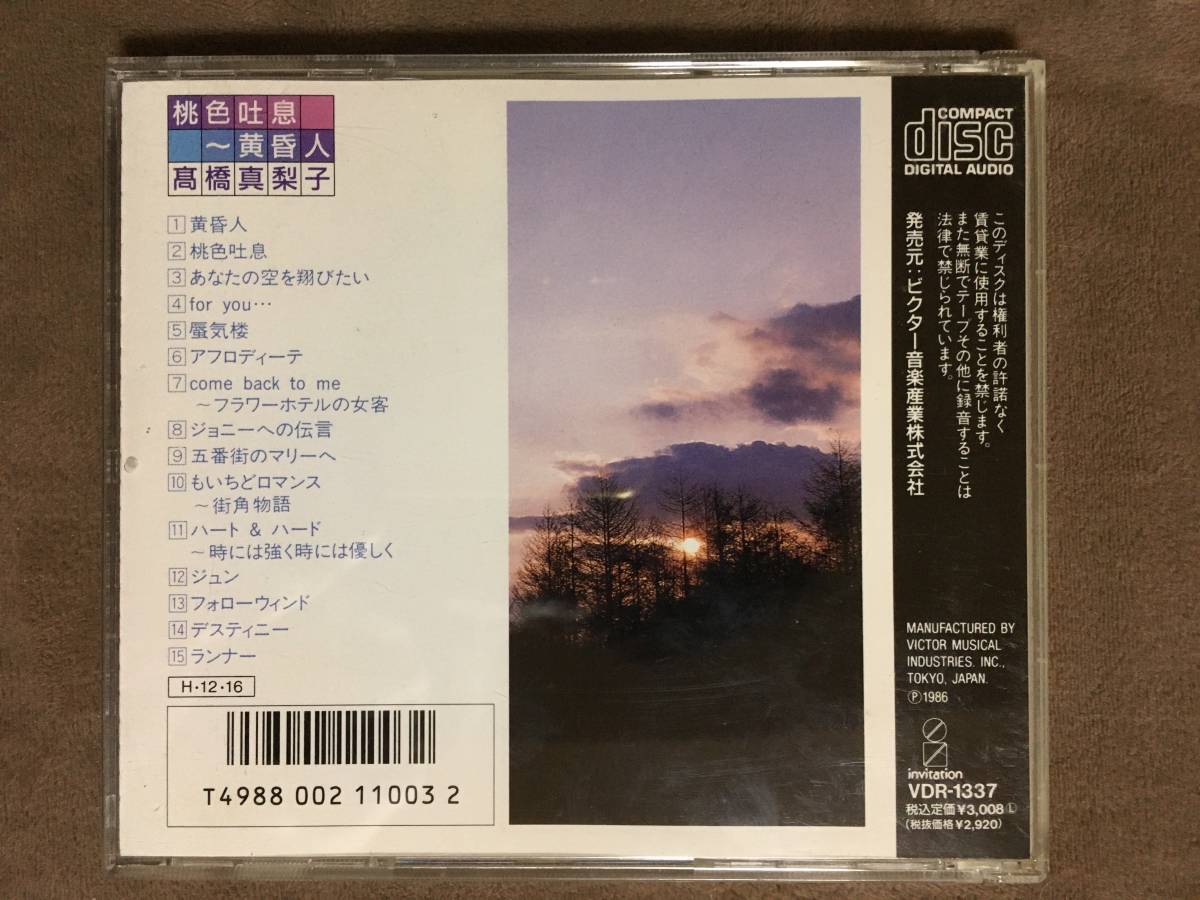 桃色吐息
～黄昏人
髙橋真梨子
1 黄昏人
2 桃色吐息
3 あなたの空を翔びたい
4 for you…
5 蜃気楼
6 アフロディーテ
7 come back to me
～フラワーホテルの女客
8 ジョニーへの伝言
9 五番街のマリーへ
10 もいちどロマンス
～街角物語
11 ハート & ハード
～時には強く時には優しく
12 ジュン
13 フォローウィンド
14 デスティニー
15 ランナー
H・12・16
T4988 002 11003 2
COMPACT
disc
DIGITAL AUDIO
このディスクは権利者の許諾なく
賃貸業に使用することを禁じます。
また無断でテープその他に録音することは
法律で禁じられています。
発売元：ビクター音楽産業株式会社
MANUFACTURED BY
VICTOR MUSICAL
INDUSTRIES. INC.,
TOKYO, JAPAN.
Ⓟ1986
invitation
VDR-1337
税込定価¥3,008Ⓛ
(税抜価格¥2,920)